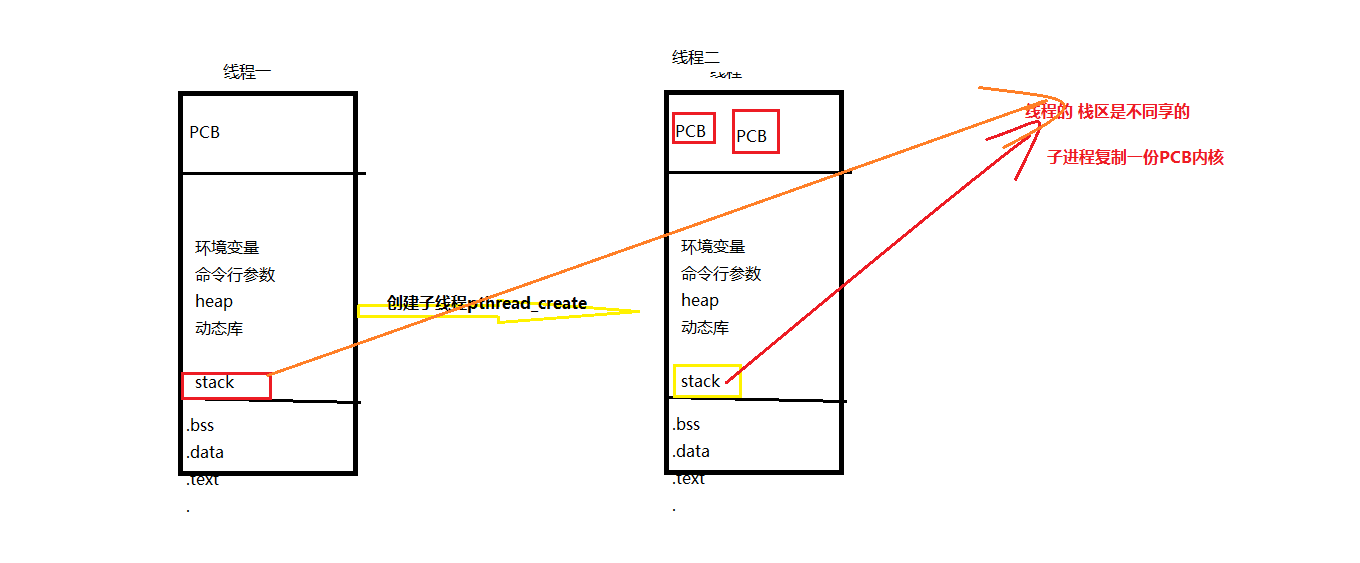 线程一
PCB
环境变量
命令行参数
heap
动态库
stack
.bss
.data
.text
.
创建子线程pthread_create
线程二
线程
PCB
PCB
环境变量
命令行参数
heap
动态库
stack
.bss
.data
.text
.
线程的 栈区是不同享的
子进程复制一份PCB内核